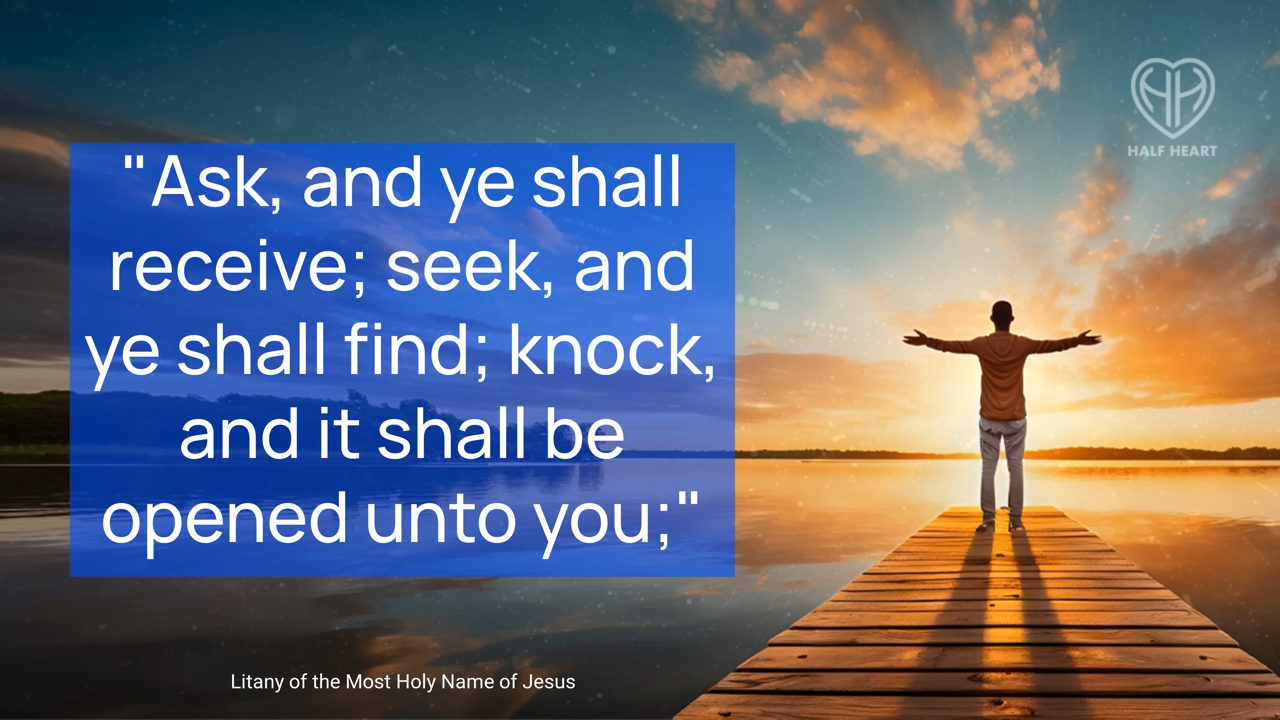 "Ask, and ye shall
receive; seek, and
ye shall find; knock,
and it shall be
opened unto you;"
HALF HEART
Litany of the Most Holy Name of Jesus